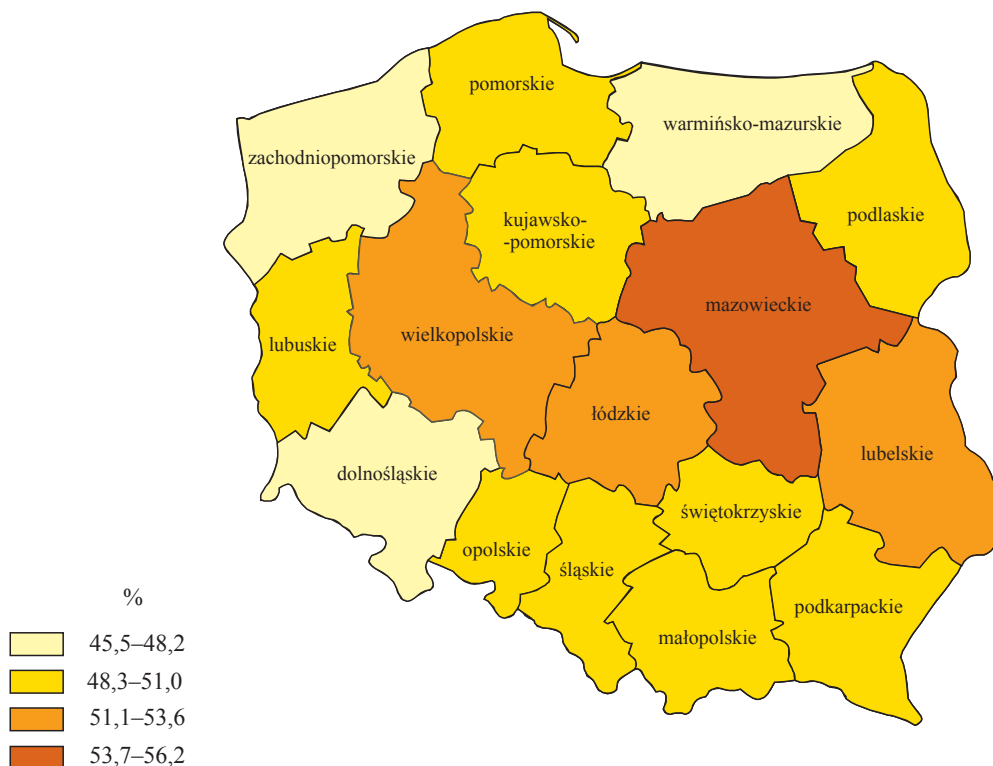 pomorskie
warmińsko-mazurskie
zachodniopomorskie
podlaskie
kujawsko-
-pomorskie
mazowieckie
wielkopolskie
lubuskie
łódzkie
lubelskie
dolnośląskie
świętokrzyskie
opolskie
śląskie
podkarpackie
małopolskie
%
45,5–48,2
48,3–51,0
51,1–53,6
53,7–56,2